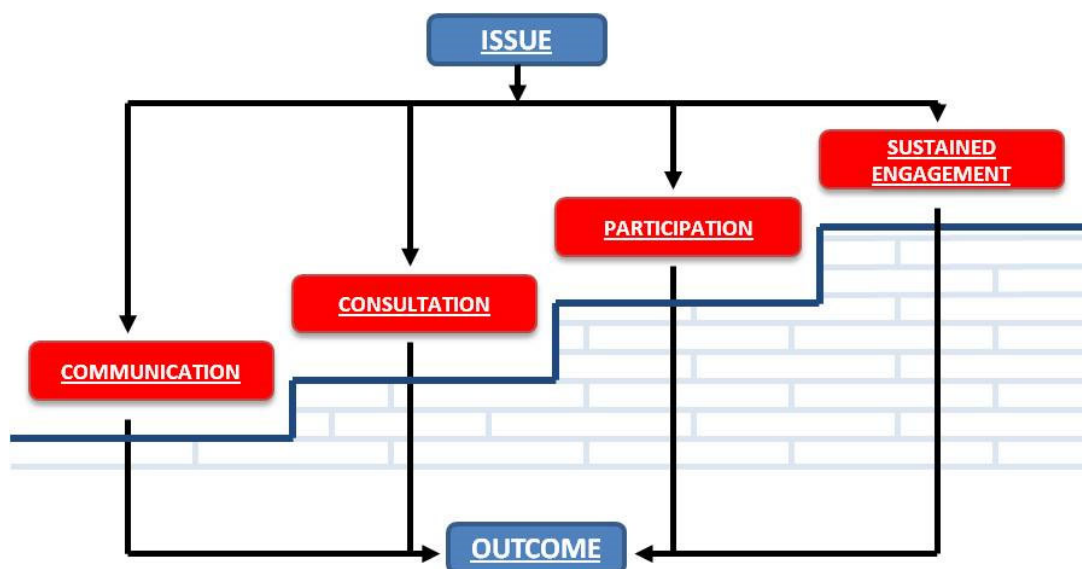 ISSUE
SUSTAINED
ENGAGEMENT
PARTICIPATION
CONSULTATION
COMMUNICATION
OUTCOME